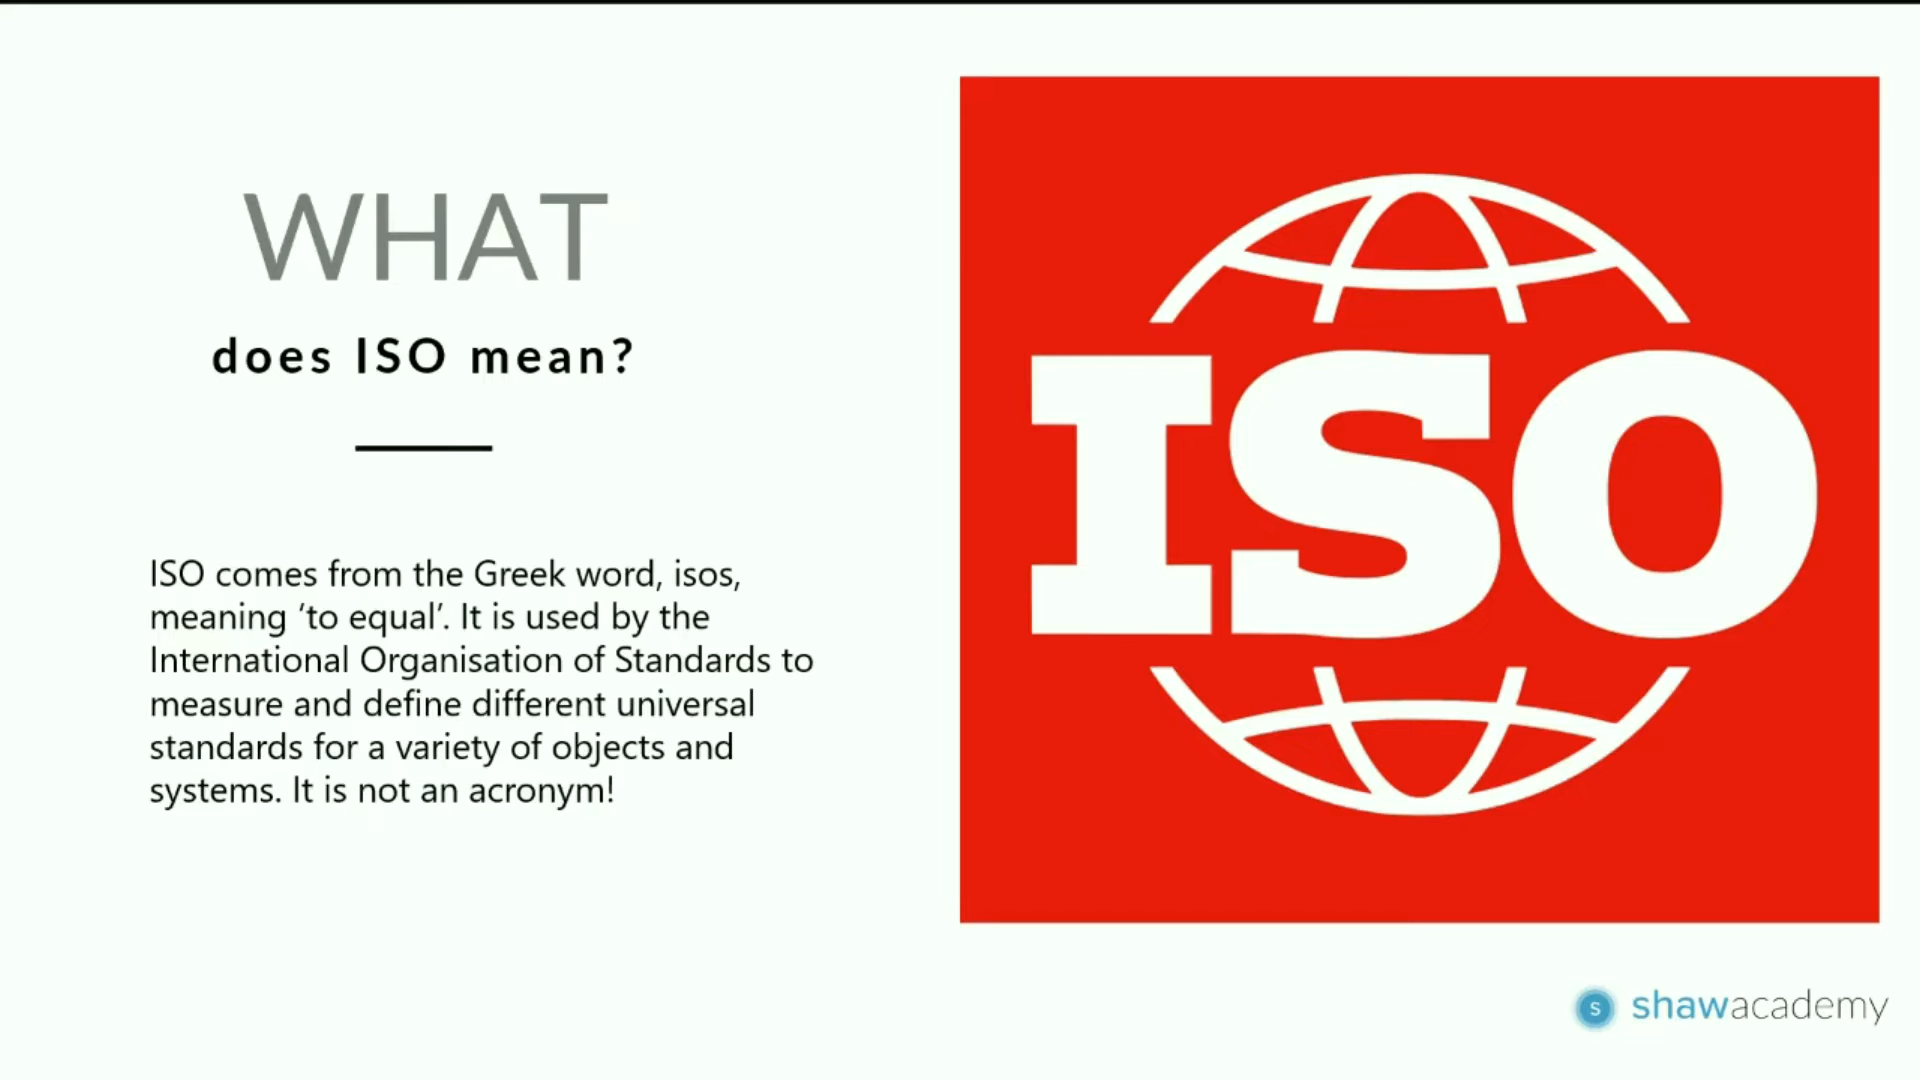 WHAT
does ISO mean?
ISO comes from the Greek word, isos,
meaning ‘to equal’. It is used by the
International Organisation of Standards to
measure and define different universal
standards for a variety of objects and
systems. It is not an acronym!
ISO
s shawacademy